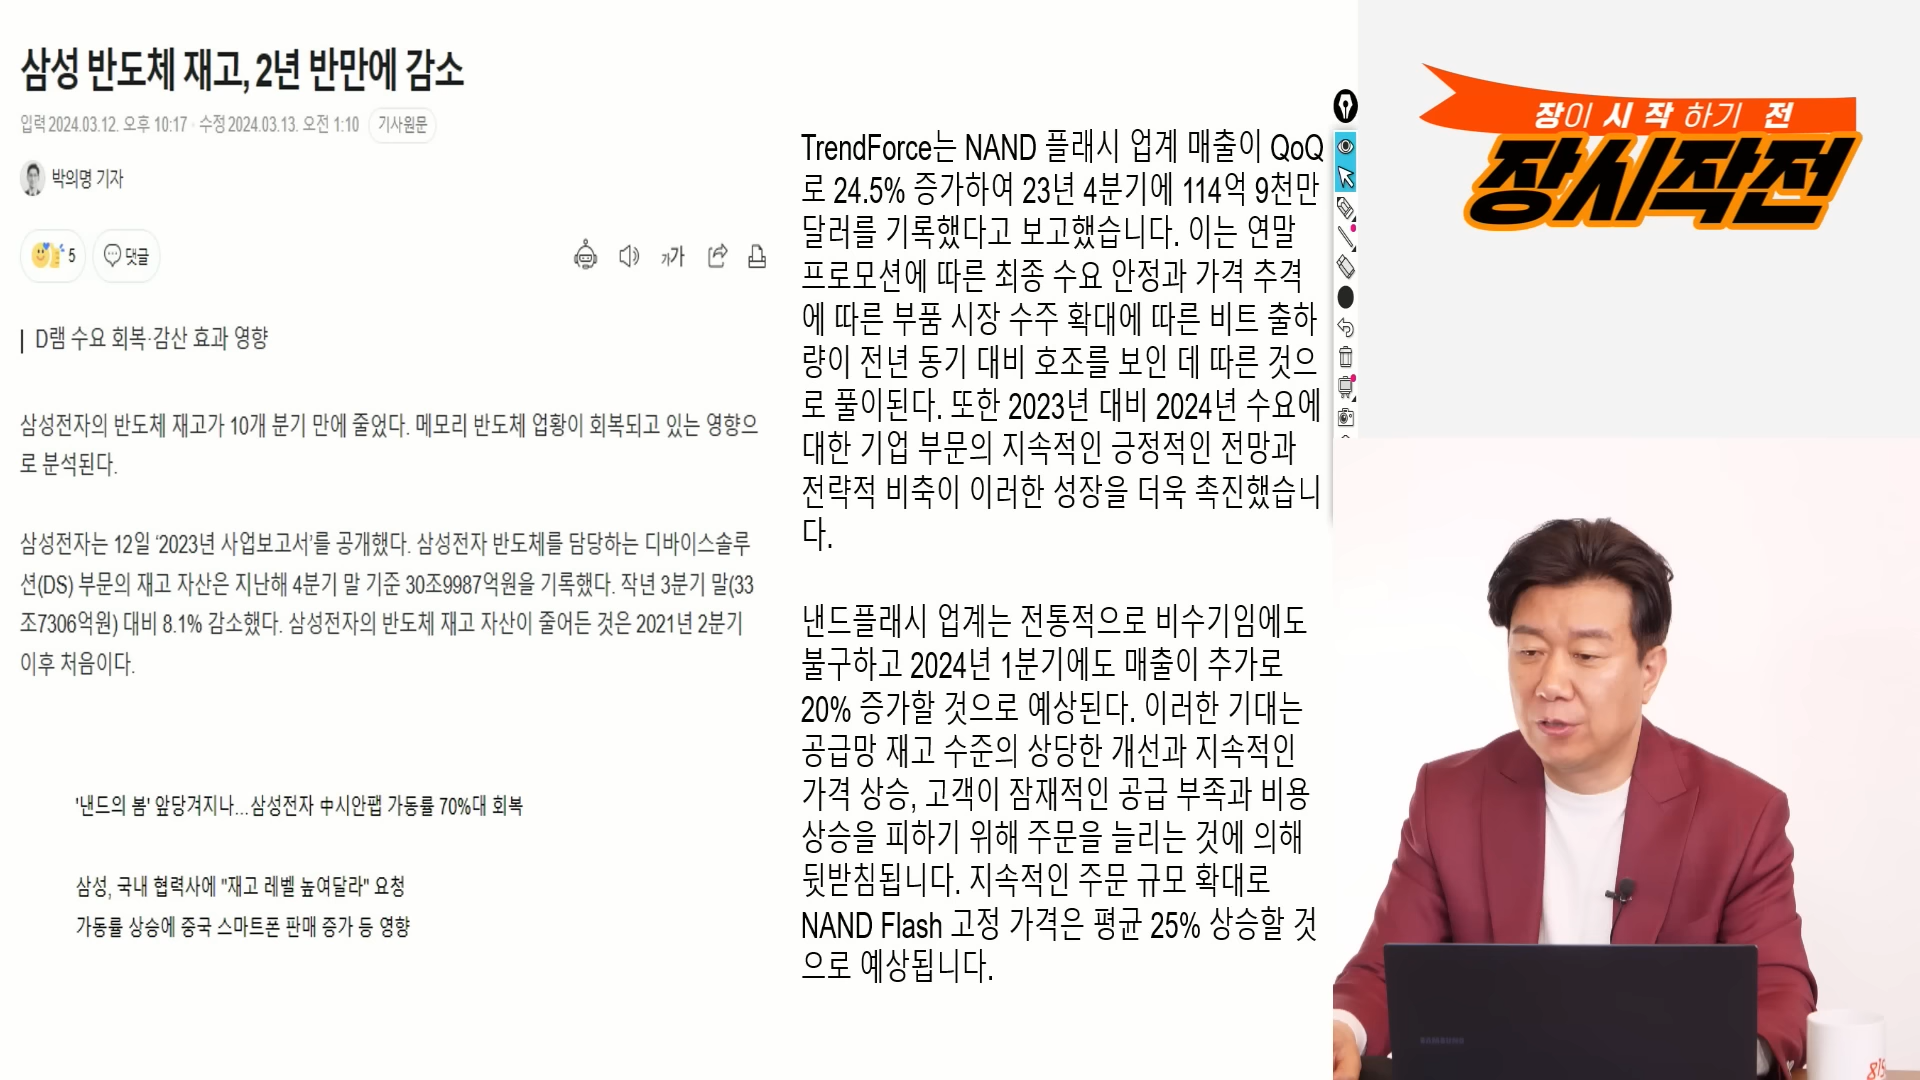 삼성 반도체 재고, 2년 반만에 감소
입력 2024.03.12. 오후 10:17 · 수정 2024.03.13. 오전 1:10 기사원문
박의명 기자
5 댓글
가가
D램 수요 회복·감산 효과 영향
삼성전자의 반도체 재고가 10개 분기 만에 줄었다. 메모리 반도체 업황이 회복되고 있는 영향으
로 분석된다.
삼성전자는 12일 ‘2023년 사업보고서’를 공개했다. 삼성전자 반도체를 담당하는 디바이스솔루
션(DS) 부문의 재고 자산은 지난해 4분기 말 기준 30조9987억원을 기록했다. 작년 3분기 말(33
조7306억원) 대비 8.1% 감소했다. 삼성전자의 반도체 재고 자산이 줄어든 것은 2021년 2분기
이후 처음이다.
'낸드의 봄' 앞당겨지나...삼성전자 中시안팹 가동률 70%대 회복
삼성, 국내 협력사에 "재고 레벨 높여달라" 요청
가동률 상승에 중국 스마트폰 판매 증가 등 영향
TrendForce는 NAND 플래시 업계 매출이 QoQ
로 24.5% 증가하여 23년 4분기에 114억 9천만
달러를 기록했다고 보고했습니다. 이는 연말
프로모션에 따른 최종 수요 안정과 가격 추격
에 따른 부품 시장 수주 확대에 따른 비트 출하
량이 전년 동기 대비 호조를 보인 데 따른 것으
로 풀이된다. 또한 2023년 대비 2024년 수요에
대한 기업 부문의 지속적인 긍정적인 전망과
전략적 비축이 이러한 성장을 더욱 촉진했습니
다.
낸드플래시 업계는 전통적으로 비수기임에도
불구하고 2024년 1분기에도 매출이 추가로
20% 증가할 것으로 예상된다. 이러한 기대는
공급망 재고 수준의 상당한 개선과 지속적인
가격 상승, 고객이 잠재적인 공급 부족과 비용
상승을 피하기 위해 주문을 늘리는 것에 의해
뒷받침됩니다. 지속적인 주문 규모 확대로
NAND Flash 고정 가격은 평균 25% 상승할 것
으로 예상됩니다.
장이 시작하기 전
장시작전
SAMSUNG